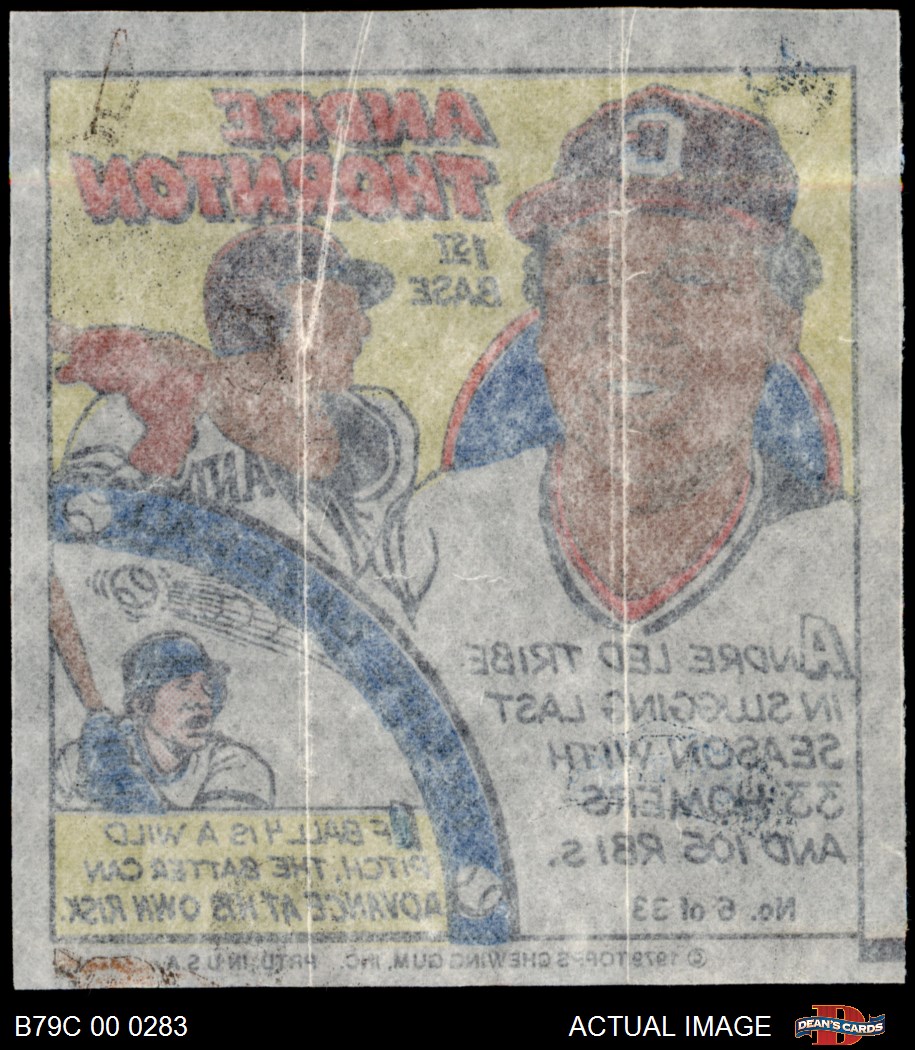 ANDRE
THORNTON
1ST
BASE
C
AND
ANDRE LED TRIBE
IN SLUGGING LAST
SEASON WITH
33 HOMERS
AND 105 RBIs.
No. 6 of 33
IF BALL 4 IS A WILD
PITCH, THE BATTER CAN
ADVANCE AT HIS OWN RISK.
© 1979 TOPPS CHEWING GUM, INC. PRTD. IN U.S.A.
B79C 00 0283
ACTUAL IMAGE
D
DEAN'S CARDS